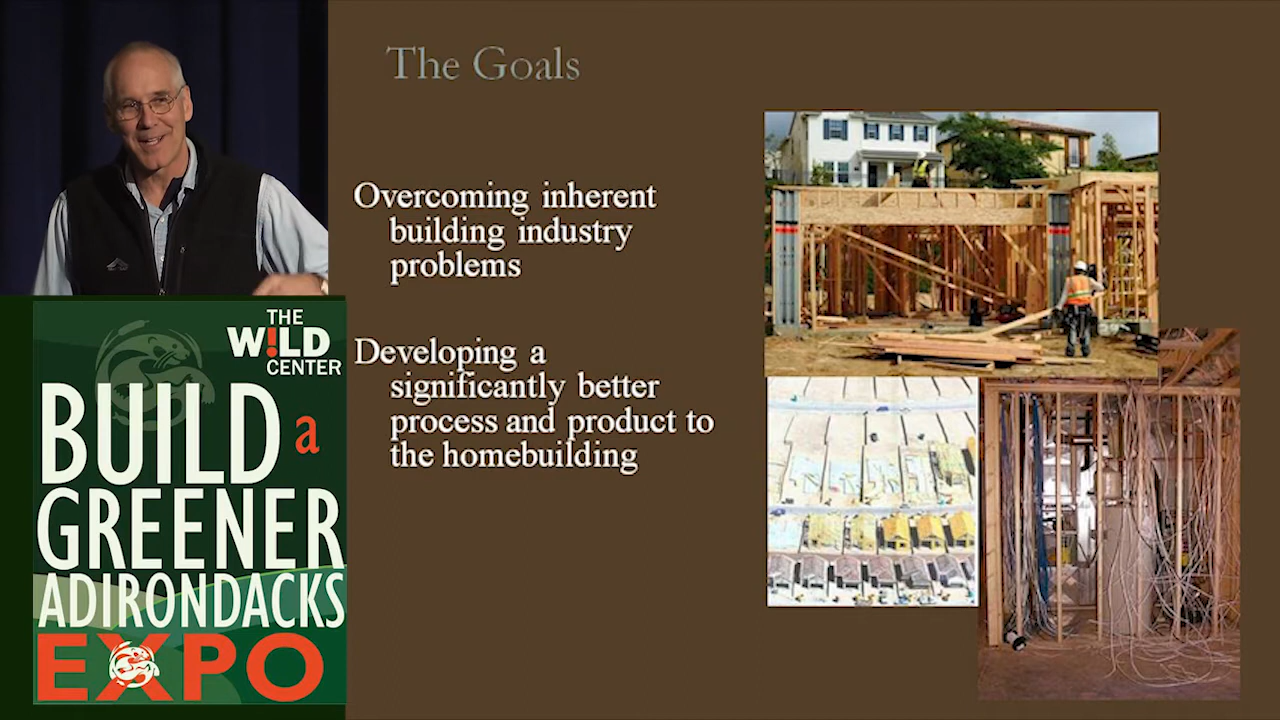 The Goals
Overcoming inherent
building industry
problems
Developing a
significantly better
process and product to
the homebuilding
THE
W!LD
CENTER
BUILD a
GREENER
ADIRONDACKS
EXPO